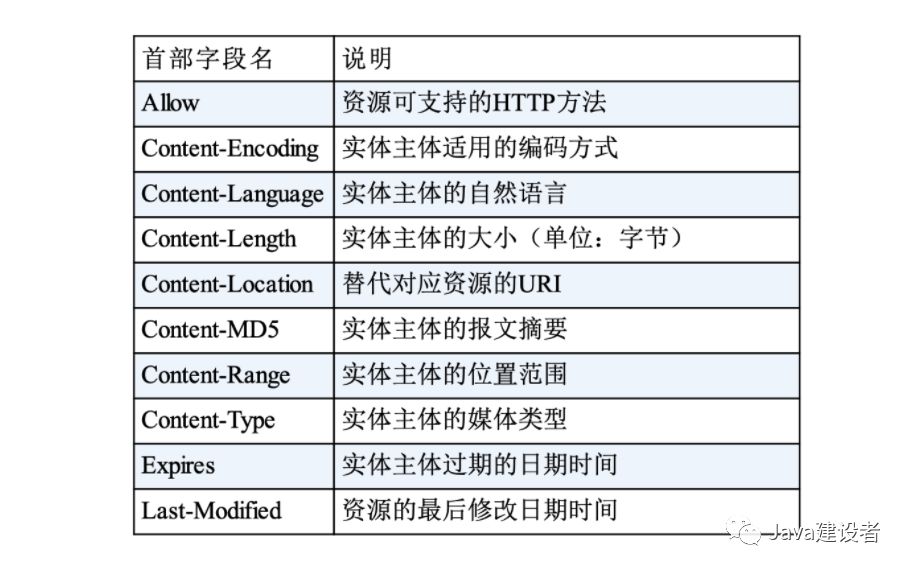 首部字段名 说明
Allow 资源可支持的HTTP方法
Content-Encoding 实体主体适用的编码方式
Content-Language 实体主体的自然语言
Content-Length 实体主体的大小（单位：字节）
Content-Location 替代对应资源的URI
Content-MD5 实体主体的报文摘要
Content-Range 实体主体的位置范围
Content-Type 实体主体的媒体类型
Expires 实体主体过期的日期时间
Last-Modified 资源的最后修改日期时间
Java建设者